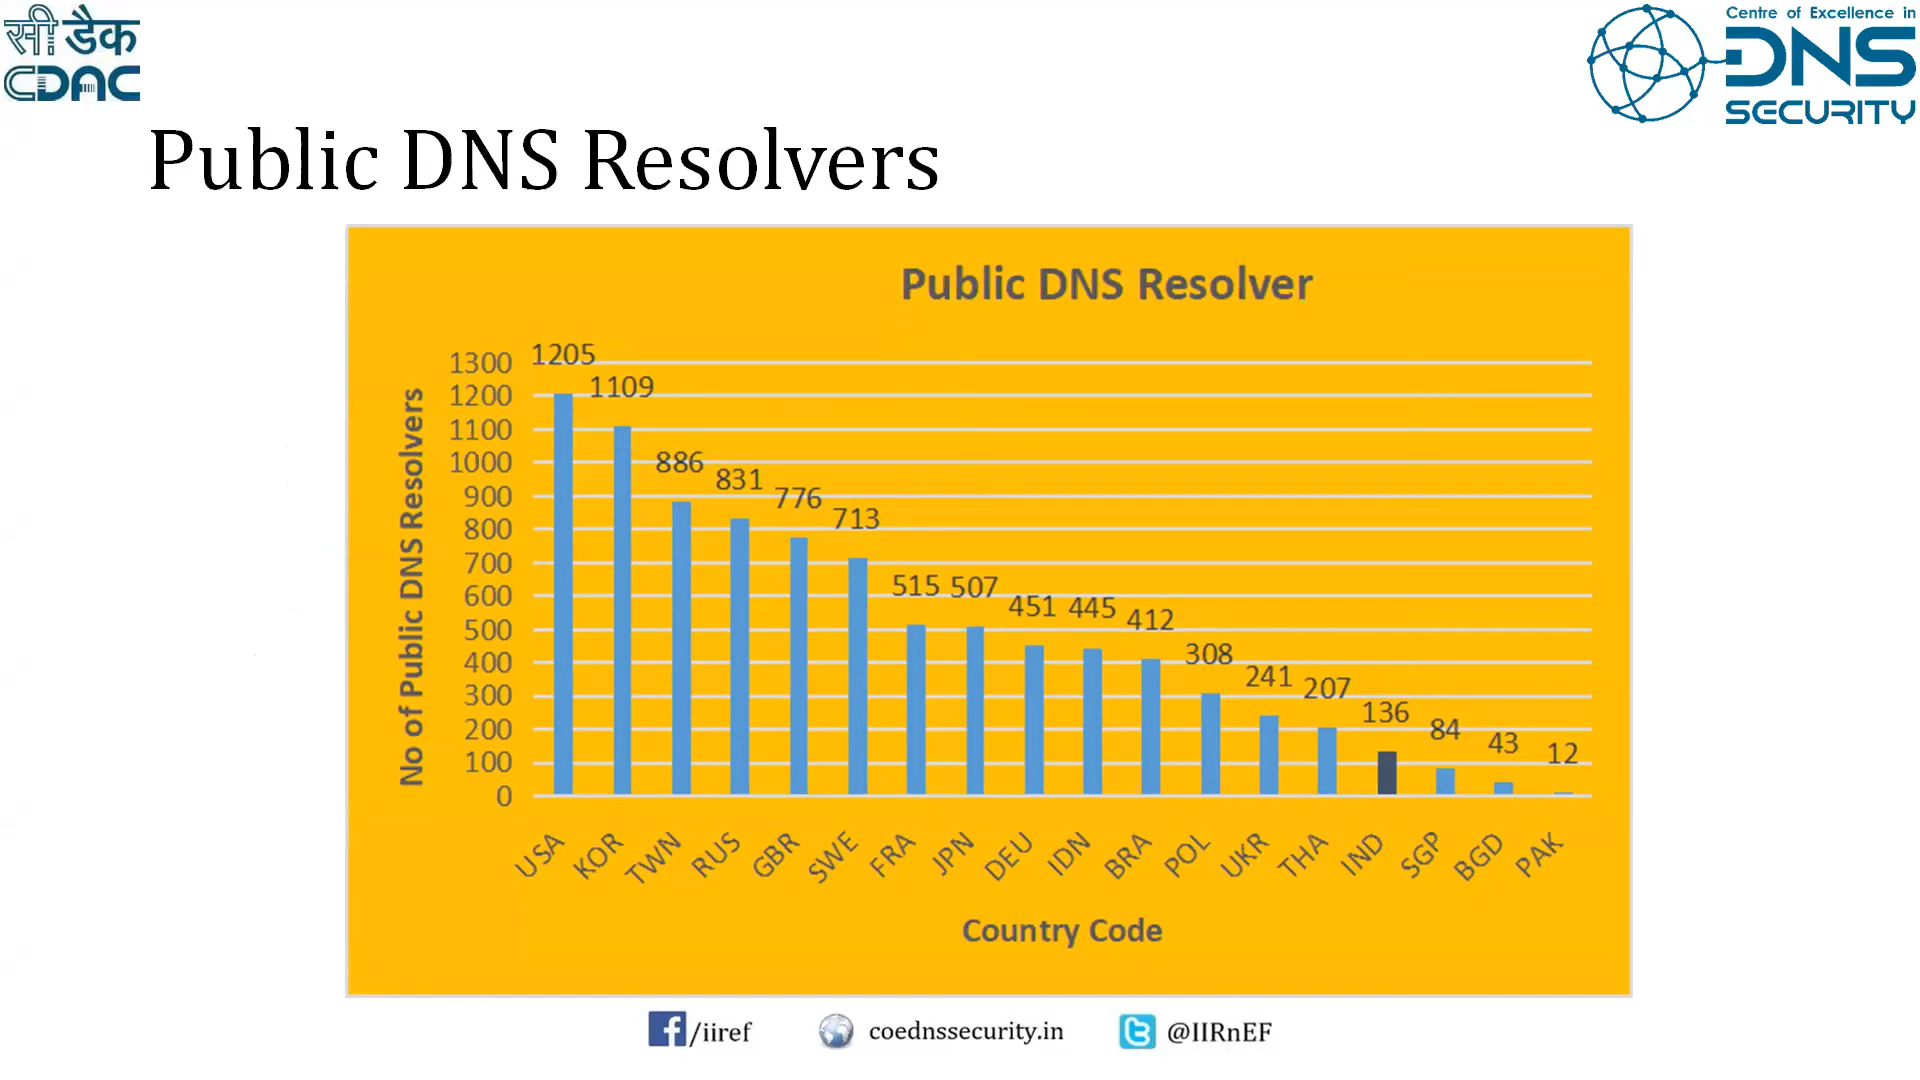 सी डैक
CDAC
Centre of Excellence in
DNS
SECURITY
Public DNS Resolvers
Public DNS Resolver
No of Public DNS Resolvers
1300
1200
1100
1000
900
800
700
600
500
400
300
200
100
0
1205
1109
886
831
776
713
515
507
451
445
412
308
241
207
136
84
43
12
USA
KOR
TWN
RUS
GBR
SWE
FRA
JPN
DEU
IDN
BRA
POL
UKR
THA
IND
SGP
BGD
PAK
Country Code
/iiref
coednssecurity.in
@IIRnEF